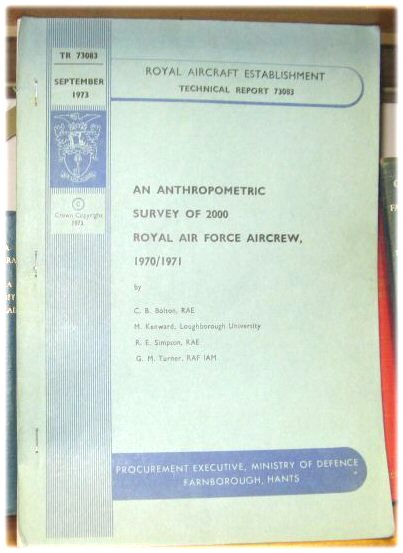 TR 73083
SEPTEMBER
1973
ROYAL AIRCRAFT ESTABLISHMENT
TECHNICAL REPORT 73083
©
Crown Copyright
1973
AN ANTHROPOMETRIC
SURVEY OF 2000
ROYAL AIR FORCE AIRCREW,
1970/1971
by
C. B. Bolton, RAE
M. Kenward, Loughborough University
R. E. Simpson, RAE
G. M. Turner, RAF IAM
PROCUREMENT EXECUTIVE, MINISTRY OF DEFENCE
FARNBOROUGH, HANTS